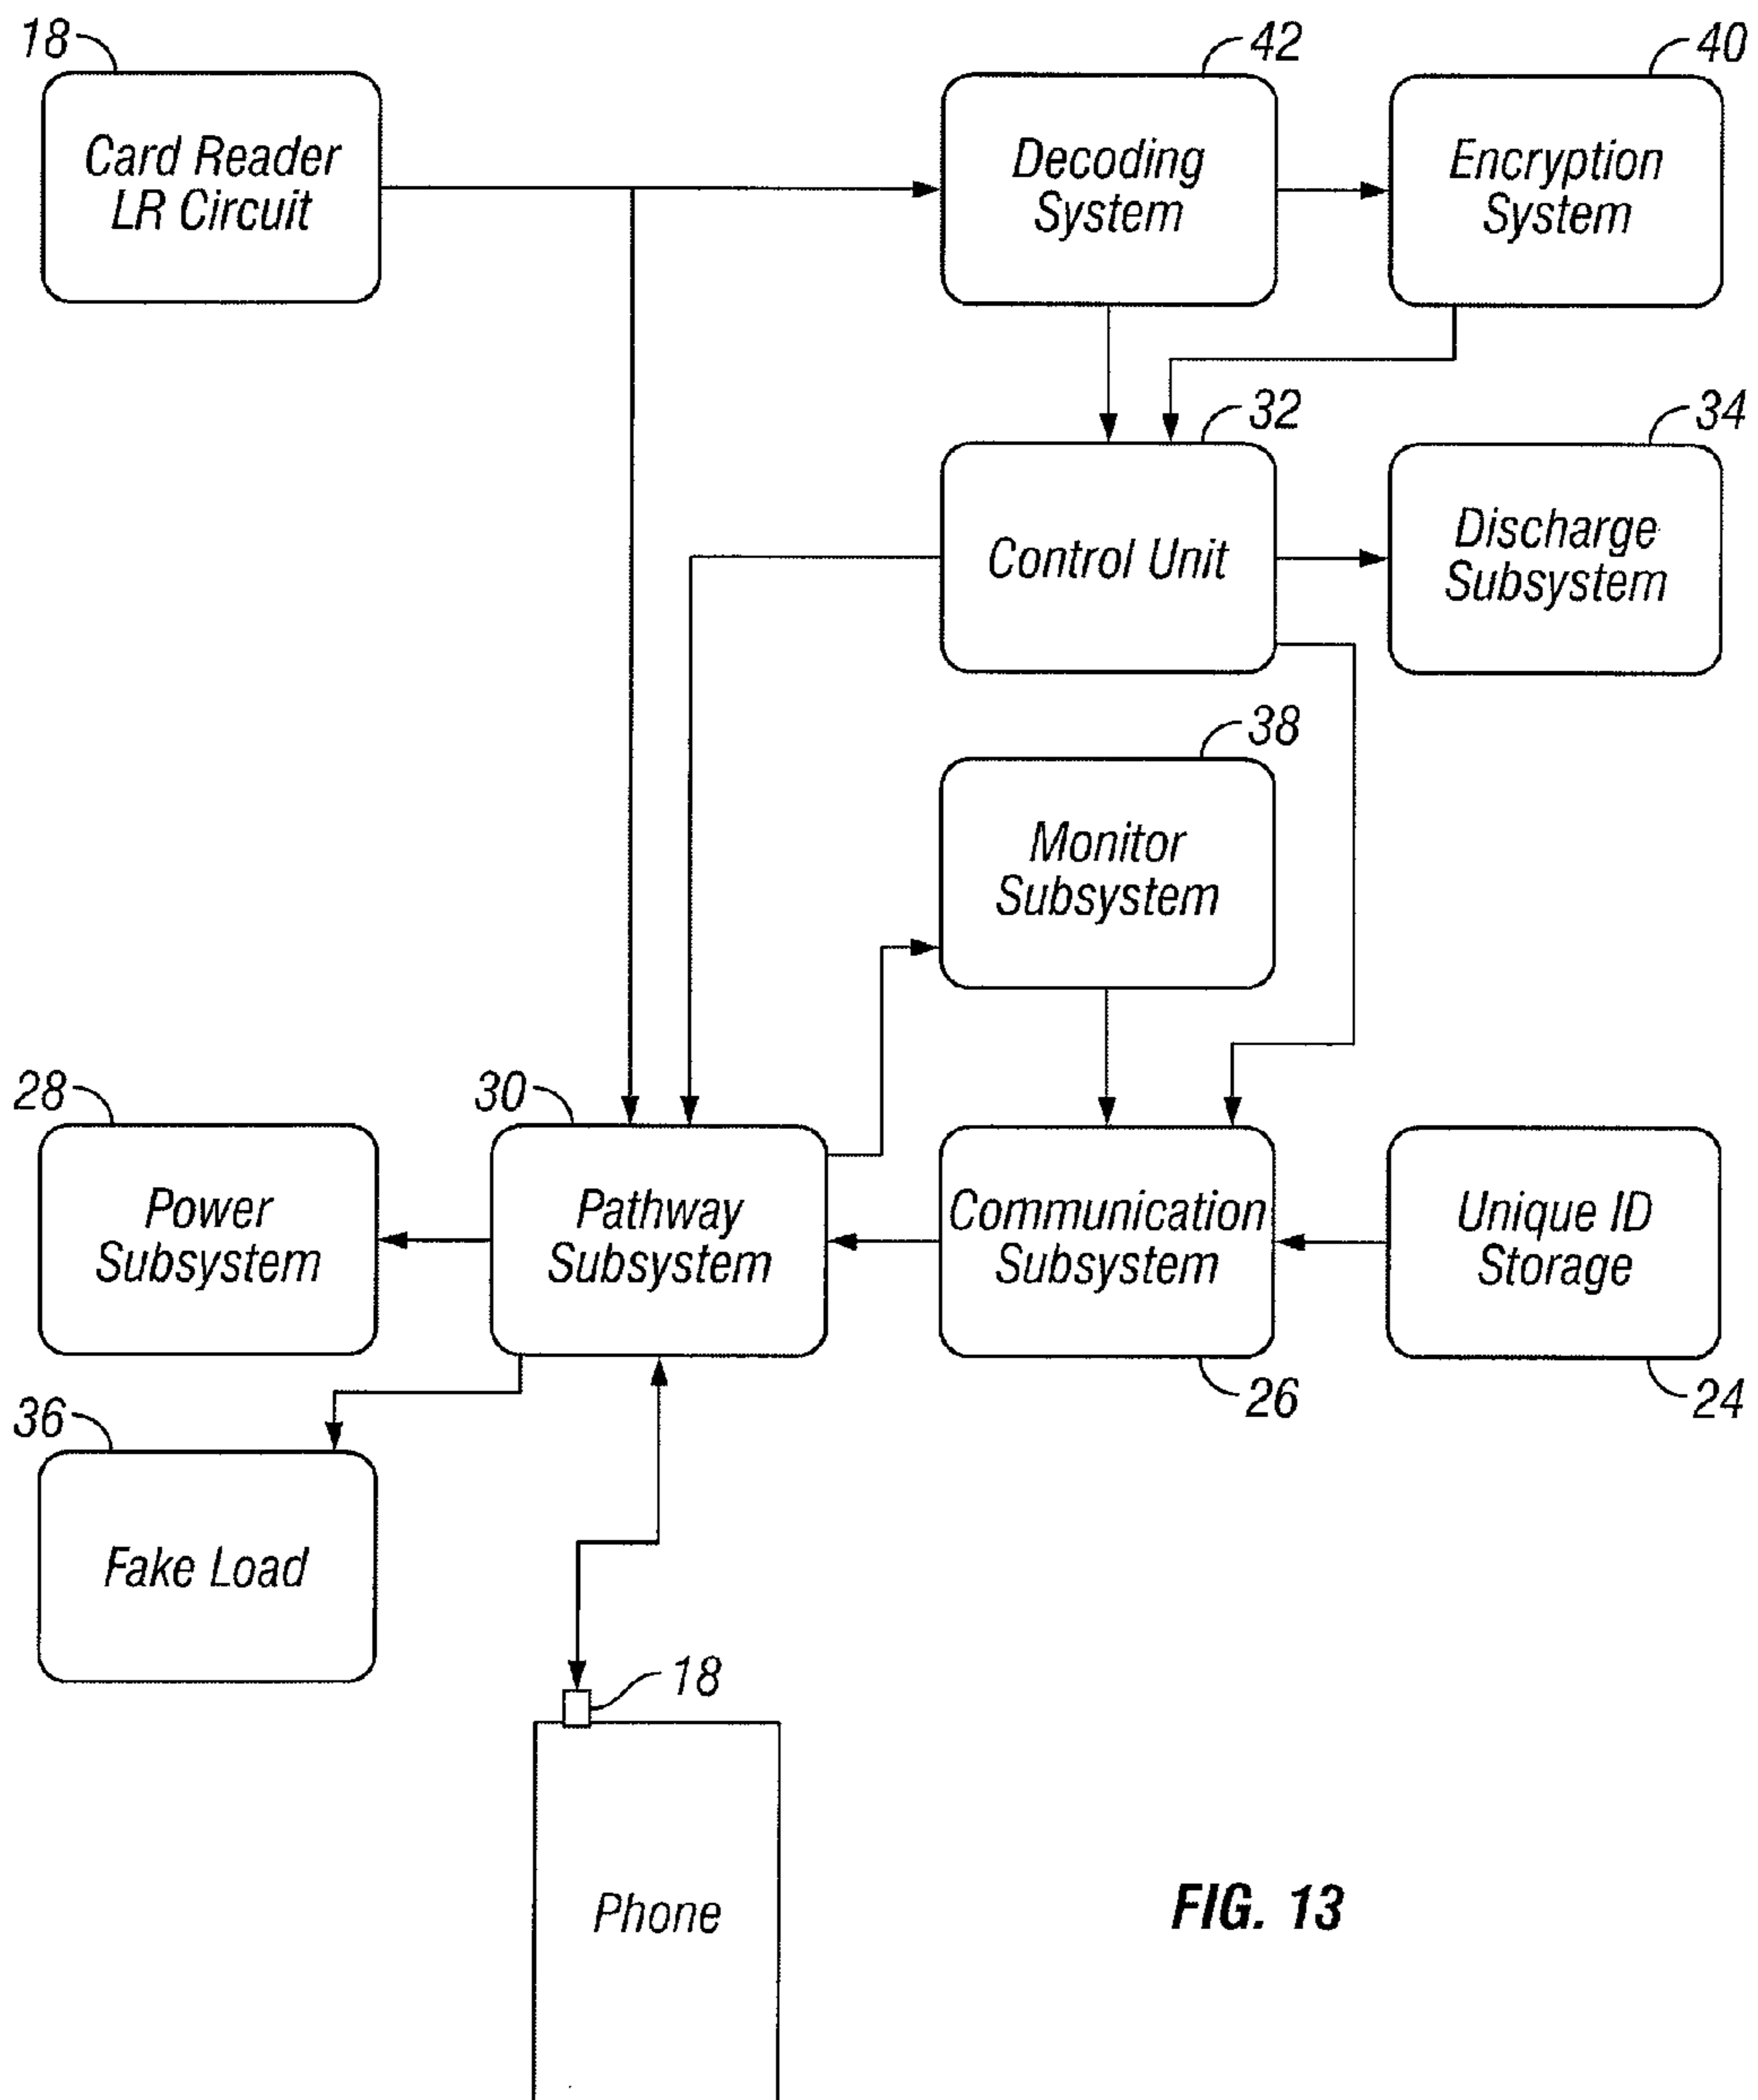 18
42
40
Card Reader
LR Circuit
Decoding
System
Encryption
System
32
34
Control Unit
Discharge
Subsystem
38
Monitor
Subsystem
28
30
Power
Subsystem
Pathway
Subsystem
Communication
Subsystem
Unique ID
Storage
36
26
24
Fake Load
18
Phone
FIG. 13